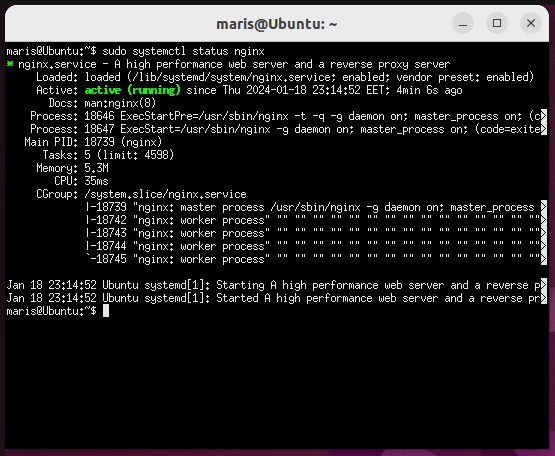 maris@Ubuntu: ~
maris@Ubuntu:~$ sudo systemctl status nginx
* nginx.service - A high performance web server and a reverse proxy server
Loaded: loaded (/lib/systemd/system/nginx.service; enabled; vendor preset: enabled)
Active: active (running) since Thu 2024-01-18 23:14:52 EET; 4min 6s ago
Docs: man:nginx(8)
Process: 18646 ExecStartPre=/usr/sbin/nginx -t -q -g daemon on; master_process on; (c>
Process: 18647 ExecStart=/usr/sbin/nginx -g daemon on; master_process on; (code=exite>
Main PID: 18739 (nginx)
Tasks: 5 (limit: 4598)
Memory: 5.3M
CPU: 35ms
CGroup: /system.slice/nginx.service
|-18739 "nginx: master process /usr/sbin/nginx -g daemon on; master_process >
|-18742 "nginx: worker process" "" "" "" "" "" "" "" "" "" "" "" "" "" "" "">
|-18743 "nginx: worker process" "" "" "" "" "" "" "" "" "" "" "" "" "" "" "">
|-18744 "nginx: worker process" "" "" "" "" "" "" "" "" "" "" "" "" "" "" "">
`-18745 "nginx: worker process" "" "" "" "" "" "" "" "" "" "" "" "" "" "" "">
Jan 18 23:14:52 Ubuntu systemd[1]: Starting A high performance web server and a reverse p>
Jan 18 23:14:52 Ubuntu systemd[1]: Started A high performance web server and a reverse pr>
maris@Ubuntu:~$